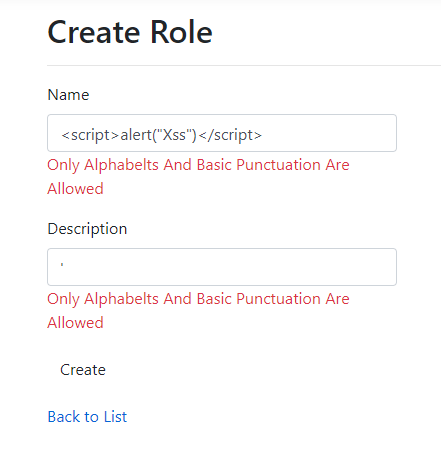 Create Role
Name
<script>alert("Xss")</script>
Only Alphabelts And Basic Punctuation Are
Allowed
Description
'
Only Alphabelts And Basic Punctuation Are
Allowed
Create
Back to List